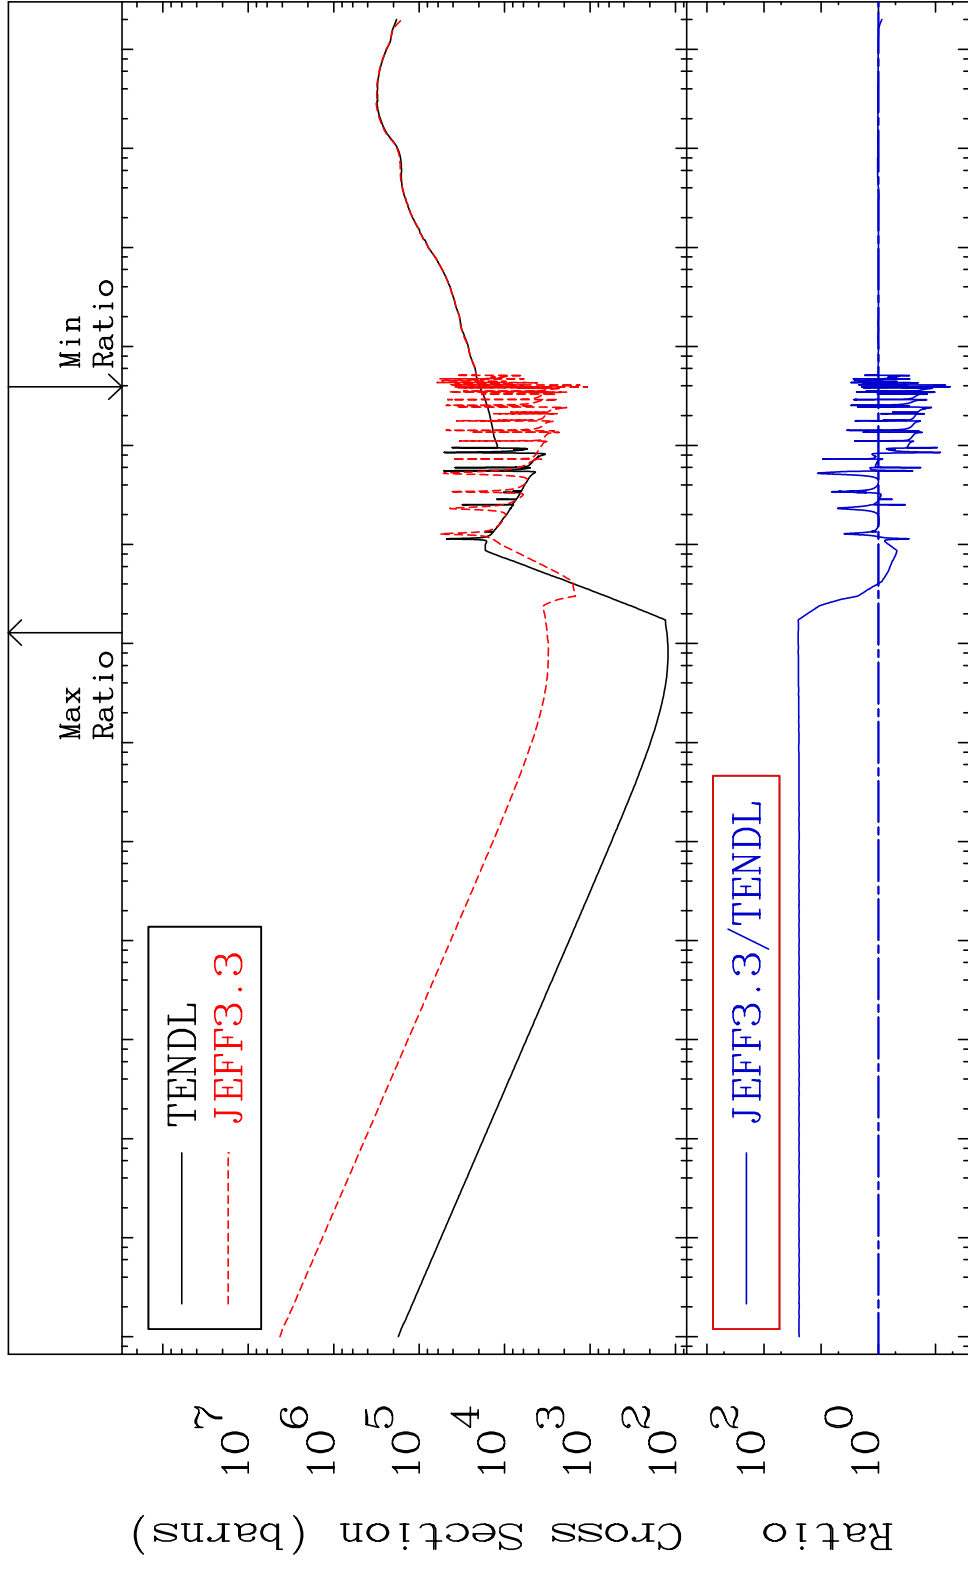 Max
Ratio
Min
Ratio
TENDL
JEFF3.3
10^7
10^6
10^5
10^4
10^3
10^2
Cross Section (barns)
JEFF3.3/TENDL
10^2
10^0
Ratio